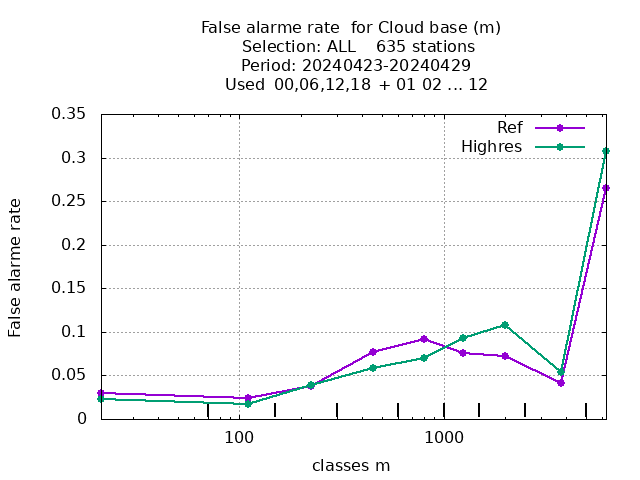 False alarme rate  for Cloud base (m)
Selection: ALL    635 stations
Period: 20240423-20240429
Used  00,06,12,18 + 01 02 ... 12
Ref
Highres
0.35
0.3
0.25
0.2
0.15
0.1
0.05
0
False alarme rate
100
1000
classes m